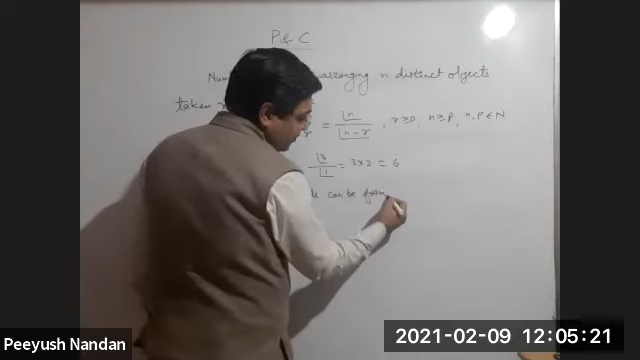 P & C
arranging n distinct objects
taken
= ⌊n / ⌊n-r , r ≥ 0, n ≥ P, n, P ∈ N
⌊3 / ⌊1 = 3 x 2 = 6
can be form
Peeyush Nandan
2021-02-09 12:05:21